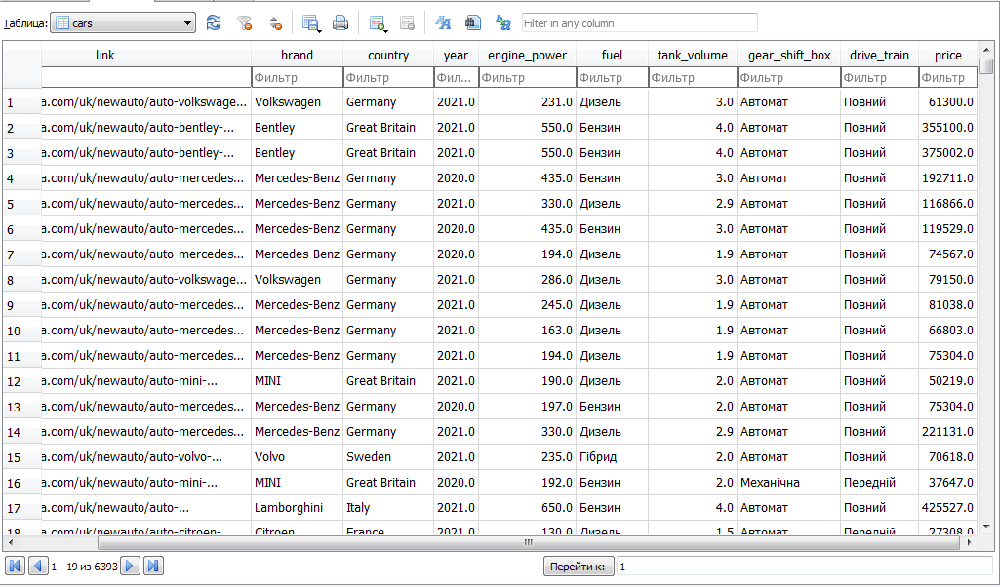 Таблица: cars Filter in any column
link brand country year engine_power fuel tank_volume gear_shift_box drive_train price
Фильтр Фильтр Фил... Фильтр Фильтр Фильтр Фильтр Фильтр Фильтр
1 a.com/uk/newauto/auto-volkswage... Volkswagen Germany 2021.0 231.0 Дизель 3.0 Автомат Повний 61300.0
2 a.com/uk/newauto/auto-bentley-... Bentley Great Britain 2021.0 550.0 Бензин 4.0 Автомат Повний 355100.0
3 a.com/uk/newauto/auto-bentley-... Bentley Great Britain 2021.0 550.0 Бензин 4.0 Автомат Повний 375002.0
4 a.com/uk/newauto/auto-mercedes... Mercedes-Benz Germany 2020.0 435.0 Бензин 3.0 Автомат Повний 192711.0
5 a.com/uk/newauto/auto-mercedes... Mercedes-Benz Germany 2021.0 330.0 Дизель 2.9 Автомат Повний 116866.0
6 a.com/uk/newauto/auto-mercedes... Mercedes-Benz Germany 2020.0 435.0 Бензин 3.0 Автомат Повний 119529.0
7 a.com/uk/newauto/auto-mercedes... Mercedes-Benz Germany 2020.0 194.0 Дизель 1.9 Автомат Повний 74567.0
8 a.com/uk/newauto/auto-volkswage... Volkswagen Germany 2021.0 286.0 Дизель 3.0 Автомат Повний 79150.0
9 a.com/uk/newauto/auto-mercedes... Mercedes-Benz Germany 2021.0 245.0 Дизель 1.9 Автомат Повний 81038.0
10 a.com/uk/newauto/auto-mercedes... Mercedes-Benz Germany 2021.0 163.0 Дизель 1.9 Автомат Повний 66803.0
11 a.com/uk/newauto/auto-mercedes... Mercedes-Benz Germany 2021.0 194.0 Дизель 1.9 Автомат Повний 75304.0
12 a.com/uk/newauto/auto-mini-... MINI Great Britain 2021.0 190.0 Дизель 2.0 Автомат Повний 50219.0
13 a.com/uk/newauto/auto-mercedes... Mercedes-Benz Germany 2020.0 197.0 Бензин 2.0 Автомат Повний 75304.0
14 a.com/uk/newauto/auto-mercedes... Mercedes-Benz Germany 2021.0 330.0 Дизель 2.9 Автомат Повний 221131.0
15 a.com/uk/newauto/auto-volvo-... Volvo Sweden 2021.0 235.0 Гібрид 2.0 Автомат Повний 70618.0
16 a.com/uk/newauto/auto-mini-... MINI Great Britain 2020.0 192.0 Бензин 2.0 Механічна Передній 37647.0
17 a.com/uk/newauto/auto-... Lamborghini Italy 2021.0 650.0 Бензин 4.0 Автомат Повний 425527.0
18 a.com/uk/newauto/auto-citroen- Citroen France 2021.0 130.0 Дизель 1.5 Автомат Передній 27308.0
1 - 19 из 6393 Перейти к: 1